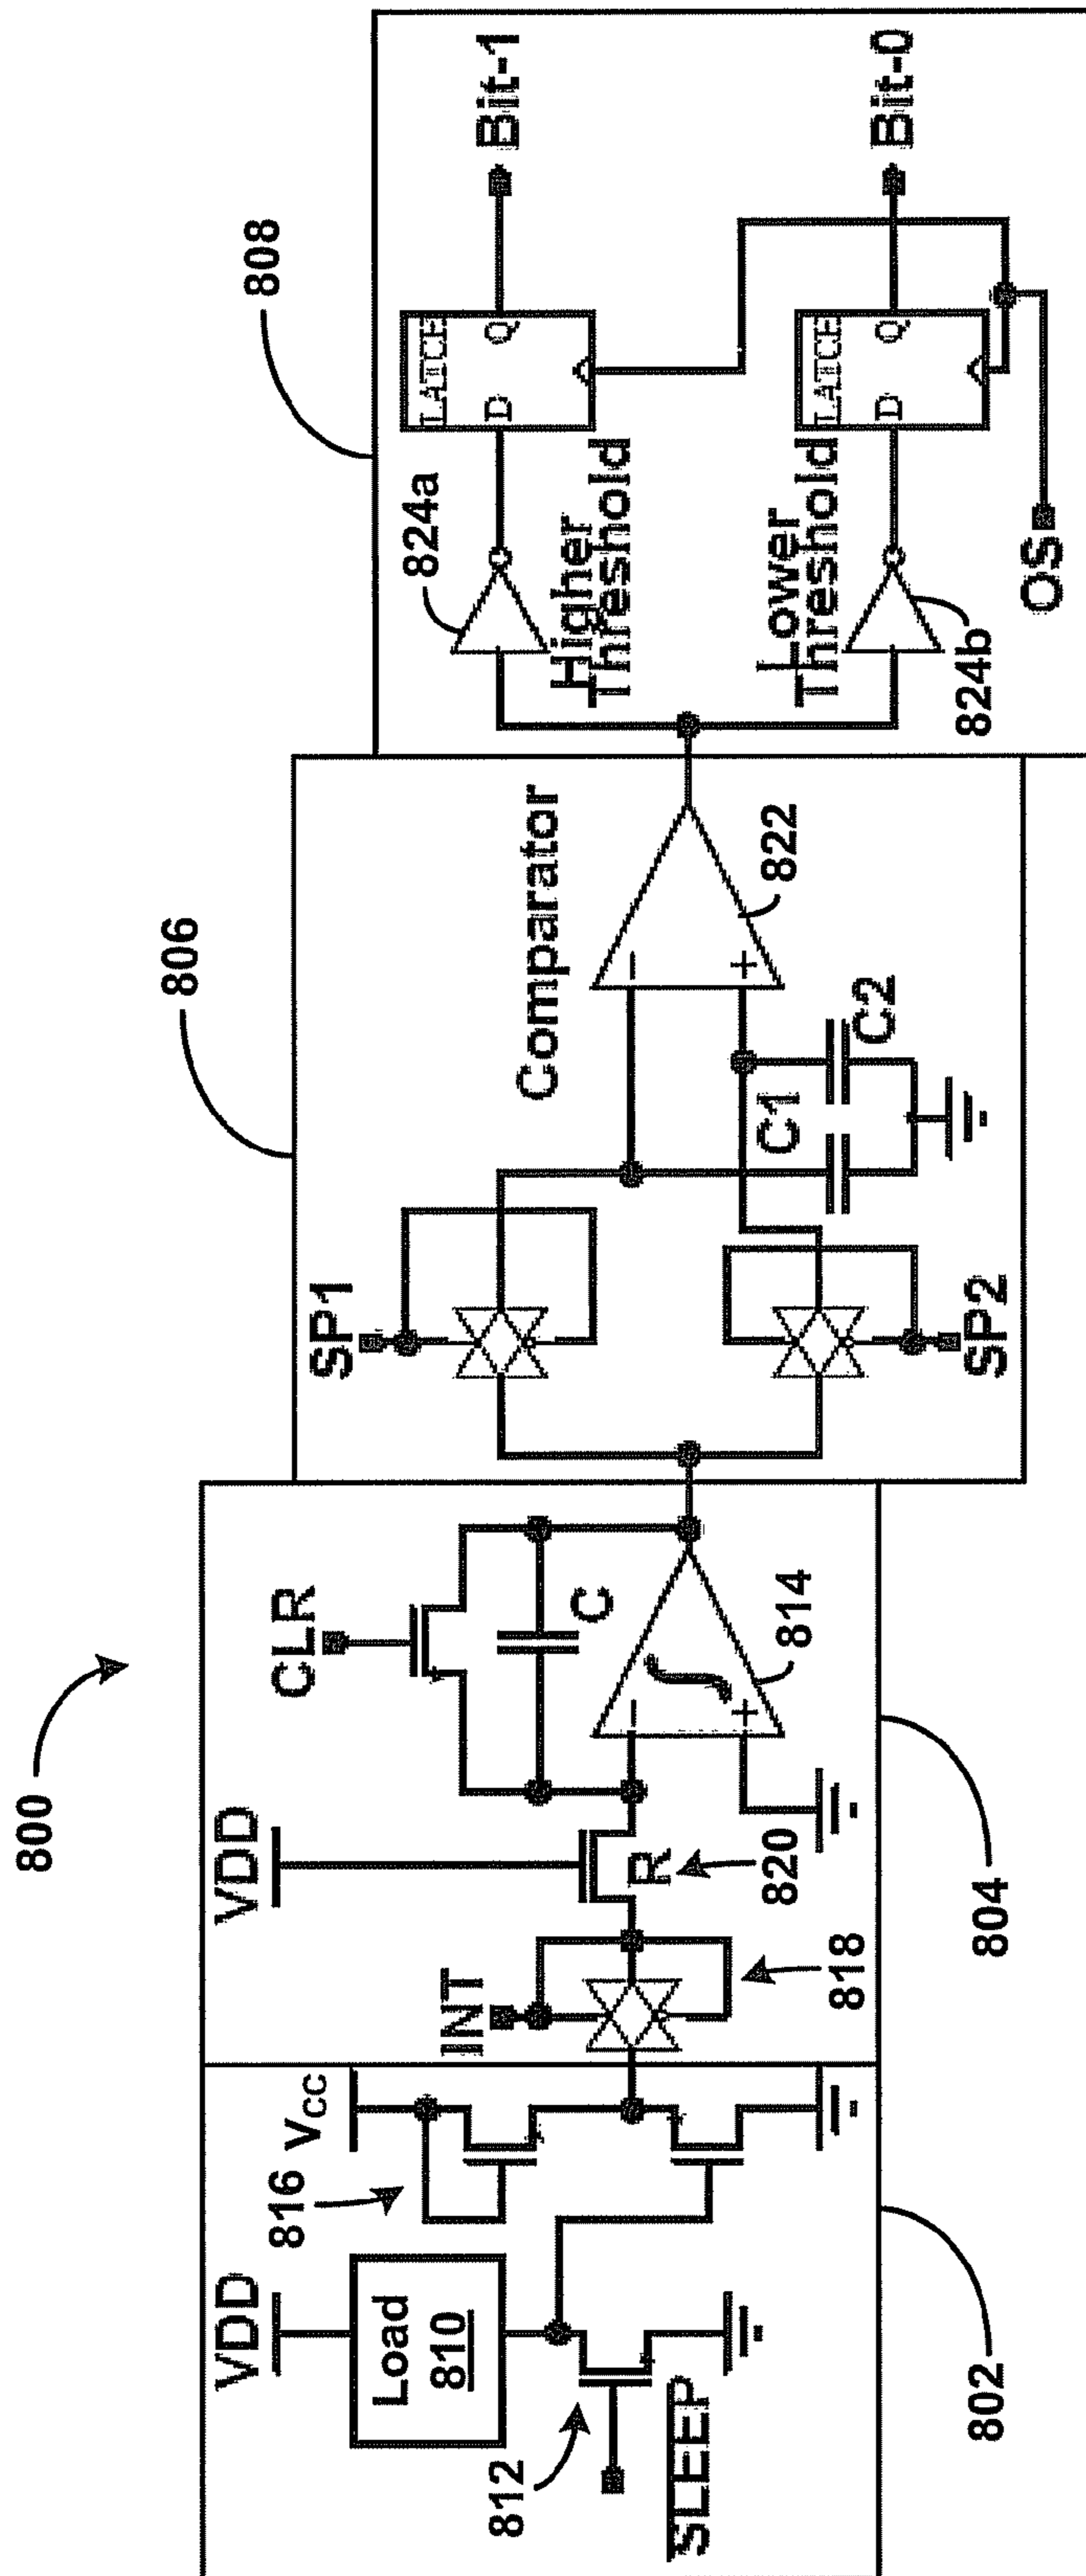 800
VDD
Load
810
812
SLEEP
816
VCC
802
INT
818
VDD
R
820
CLR
C
-
+
814
804
806
SP1
SP2
C1
C2
Comparator
-
+
822
808
824a
Higher
Threshold
LATCH
D Q
Bit-1
Lower
Threshold
824b
LATCH
D Q
Bit-0
OS